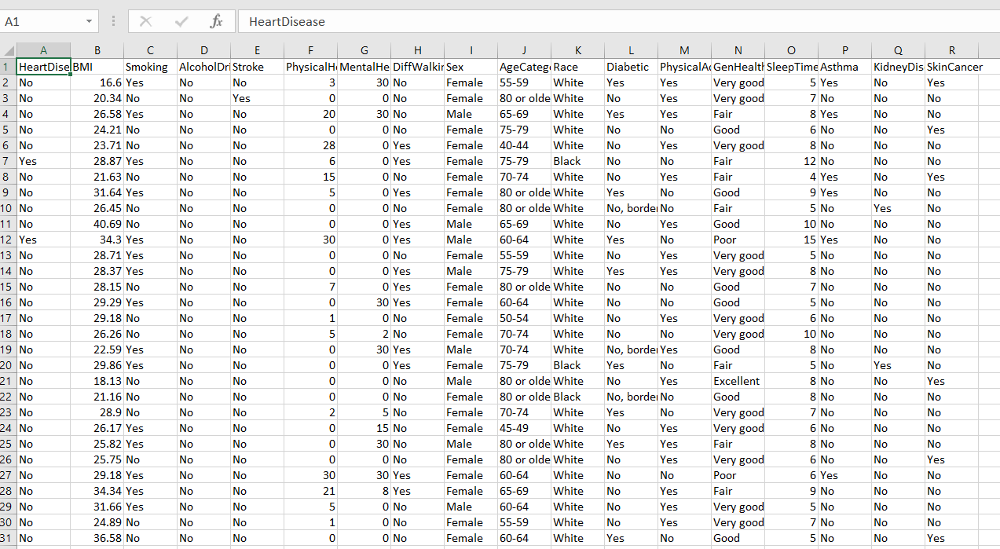 A1 fx HeartDisease
A B C D E F G H I J K L M N O P Q R
1 HeartDise BMI Smoking AlcoholDri Stroke PhysicalHe MentalHe DiffWalkin Sex AgeCateg Race Diabetic PhysicalAc GenHealth SleepTime Asthma KidneyDis SkinCancer
2 No 16.6 Yes No No 3 30 No Female 55-59 White Yes Yes Very good 5 Yes No Yes
3 No 20.34 No No Yes 0 0 No Female 80 or olde White No Yes Very good 7 No No No
4 No 26.58 Yes No No 20 30 No Male 65-69 White Yes Yes Fair 8 Yes No No
5 No 24.21 No No No 0 0 No Female 75-79 White No No Good 6 No No Yes
6 No 23.71 No No No 28 0 Yes Female 40-44 White No Yes Very good 8 No No No
7 Yes 28.87 Yes No No 6 0 Yes Female 75-79 Black No No Fair 12 No No No
8 No 21.63 No No No 15 0 No Female 70-74 White No Yes Fair 4 Yes No Yes
9 No 31.64 Yes No No 5 0 Yes Female 80 or olde White Yes No Good 9 Yes No No
10 No 26.45 No No No 0 0 No Female 80 or olde White No, border No Fair 5 No Yes No
11 No 40.69 No No No 0 0 Yes Male 65-69 White No Yes Good 10 No No No
12 Yes 34.3 Yes No No 30 0 Yes Male 60-64 White Yes No Poor 15 Yes No No
13 No 28.71 Yes No No 0 0 No Female 55-59 White No Yes Very good 5 No No No
14 No 28.37 Yes No No 0 0 Yes Male 75-79 White Yes Yes Very good 8 No No No
15 No 28.15 No No No 7 0 Yes Female 80 or olde White No No Good 7 No No No
16 No 29.29 Yes No No 0 30 Yes Female 60-64 White No No Good 5 No No No
17 No 29.18 No No No 1 0 No Female 50-54 White No Yes Very good 6 No No No
18 No 26.26 No No No 5 2 No Female 70-74 White No No Very good 10 No No No
19 No 22.59 Yes No No 0 30 Yes Male 70-74 White No, border Yes Good 8 No No No
20 No 29.86 Yes No No 0 0 Yes Female 75-79 Black Yes No Fair 5 No Yes No
21 No 18.13 No No No 0 0 No Male 80 or olde White No Yes Excellent 8 No No Yes
22 No 21.16 No No No 0 0 No Female 80 or olde Black No, border No Good 8 No No No
23 No 28.9 No No No 2 5 No Female 70-74 White Yes No Very good 7 No No No
24 No 26.17 Yes No No 0 15 No Female 45-49 White No Yes Very good 6 No No No
25 No 25.82 Yes No No 0 30 No Male 80 or olde White Yes Yes Fair 8 No No No
26 No 25.75 No No No 0 0 No Female 80 or olde White No Yes Very good 6 No No Yes
27 No 29.18 Yes No No 30 30 Yes Female 60-64 White No No Poor 6 Yes No No
28 No 34.34 Yes No No 21 8 Yes Female 65-69 White No Yes Fair 9 No No No
29 No 31.66 Yes No No 5 0 No Male 60-64 White No Yes Very good 5 No No No
30 No 24.89 No No No 1 0 No Female 55-59 White No Yes Very good 7 No No No
31 No 36.58 No No No 0 0 No Female 60-64 White Yes No Good 5 No No Yes